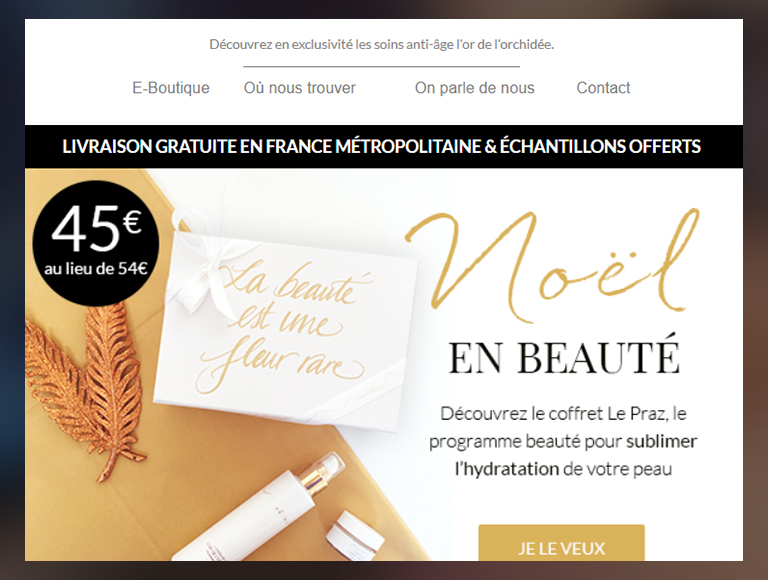 Découvrez en exclusivité les soins anti-âge l'or de l'orchidée.
E-Boutique Où nous trouver On parle de nous Contact
LIVRAISON GRATUITE EN FRANCE MÉTROPOLITAINE & ÉCHANTILLONS OFFERTS
45€
au lieu de 54€
La beauté
est une
fleur rare
Noël
EN BEAUTÉ
Découvrez le coffret Le Praz, le
programme beauté pour sublimer
l'hydratation de votre peau
JE LE VEUX